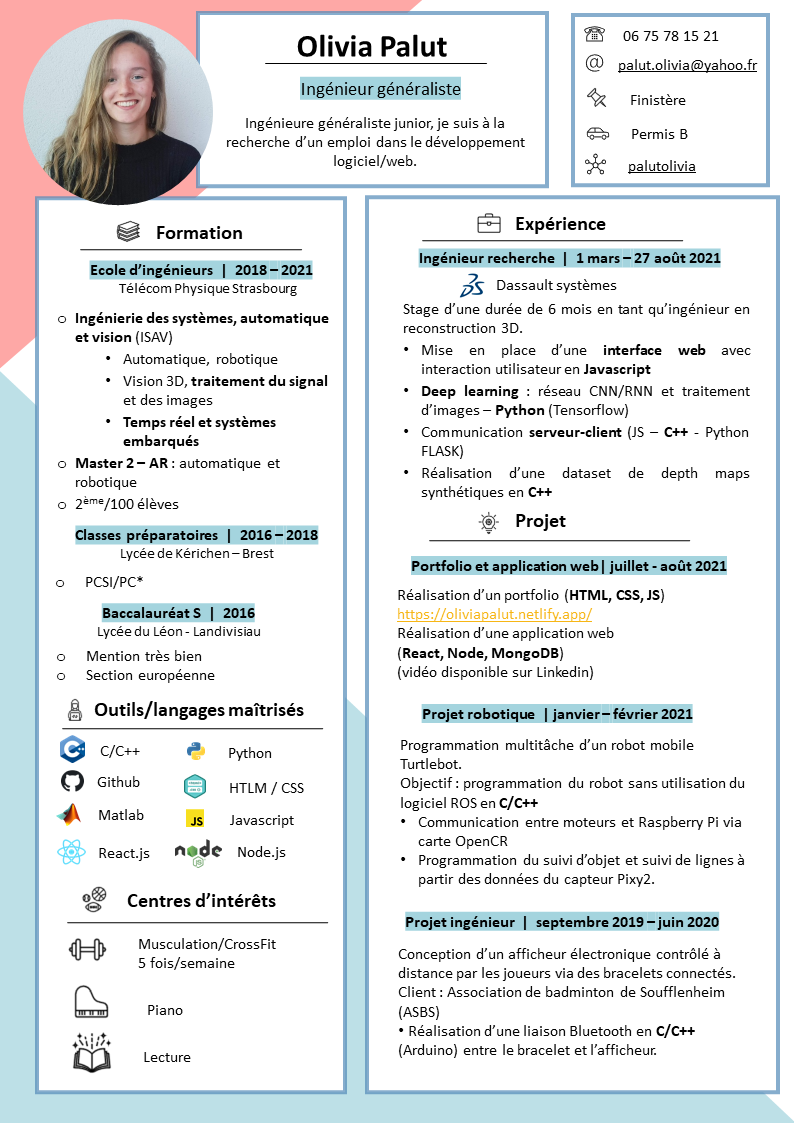 Olivia Palut
Ingénieur généraliste
Ingénieure généraliste junior, je suis à la
recherche d'un emploi dans le développement
logiciel/web.
06 75 78 15 21
@ palut.olivia@yahoo.fr
Finistère
Permis B
palutolivia
Formation
Ecole d'ingénieurs | 2018 – 2021
Télécom Physique Strasbourg
o Ingénierie des systèmes, automatique
et vision (ISAV)
• Automatique, robotique
• Vision 3D, traitement du signal
et des images
• Temps réel et systèmes
embarqués
o Master 2 – AR : automatique et
robotique
o 2ème/100 élèves
Classes préparatoires | 2016 – 2018
Lycée de Kérichen – Brest
o PCSI/PC*
Baccalauréat S | 2016
Lycée du Léon - Landivisiau
o Mention très bien
o Section européenne
Outils/langages maîtrisés
C/C++
Python
Github
HTLM / CSS
Matlab
JS Javascript
React.js
node JS Node.js
Centres d'intérêts
Musculation/CrossFit
5 fois/semaine
Piano
Lecture
Expérience
Ingénieur recherche | 1 mars – 27 août 2021
Dassault systèmes
Stage d'une durée de 6 mois en tant qu'ingénieur en
reconstruction 3D.
• Mise en place d'une interface web avec
interaction utilisateur en Javascript
• Deep learning : réseau CNN/RNN et traitement
d'images – Python (Tensorflow)
• Communication serveur-client (JS – C++ - Python
FLASK)
• Réalisation d'une dataset de depth maps
synthétiques en C++
Projet
Portfolio et application web| juillet - août 2021
Réalisation d'un portfolio (HTML, CSS, JS)
https://oliviapalut.netlify.app/
Réalisation d'une application web
(React, Node, MongoDB)
(vidéo disponible sur Linkedin)
Projet robotique | janvier – février 2021
Programmation multitâche d'un robot mobile
Turtlebot.
Objectif : programmation du robot sans utilisation du
logiciel ROS en C/C++
• Communication entre moteurs et Raspberry Pi via
carte OpenCR
• Programmation du suivi d'objet et suivi de lignes à
partir des données du capteur Pixy2.
Projet ingénieur | septembre 2019 – juin 2020
Conception d'un afficheur électronique contrôlé à
distance par les joueurs via des bracelets connectés.
Client : Association de badminton de Soufflenheim
(ASBS)
• Réalisation d'une liaison Bluetooth en C/C++
(Arduino) entre le bracelet et l'afficheur.